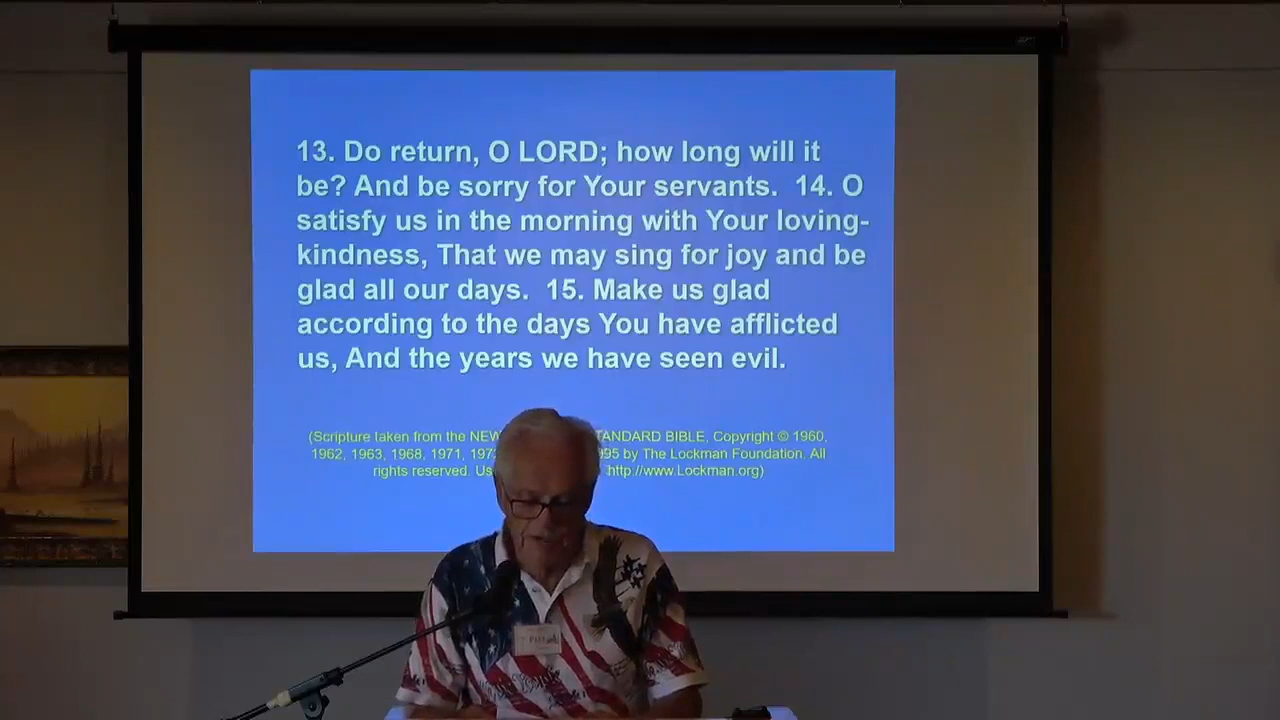 13. Do return, O LORD; how long will it
be? And be sorry for Your servants.  14. O
satisfy us in the morning with Your loving-
kindness, That we may sing for joy and be
glad all our days.  15. Make us glad
according to the days You have afflicted
us, And the years we have seen evil.
(Scripture taken from the NEW TANDARD BIBLE, Copyright © 1960,
1962, 1963, 1968, 1971, 197 95 by The Lockman Foundation. All
rights reserved. Us http://www.Lockman.org)